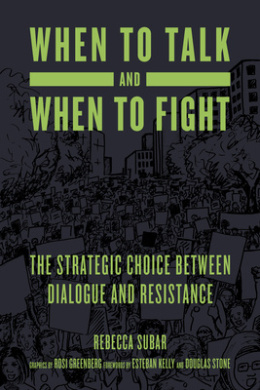 WHEN TO TALK
AND
WHEN TO FIGHT
THE STRATEGIC CHOICE BETWEEN
DIALOGUE AND RESISTANCE
REBECCA SUBAR
GRAPHICS BY ROSI GREENBERG FOREWORDS BY ESTEBAN KELLY AND DOUGLAS STONE